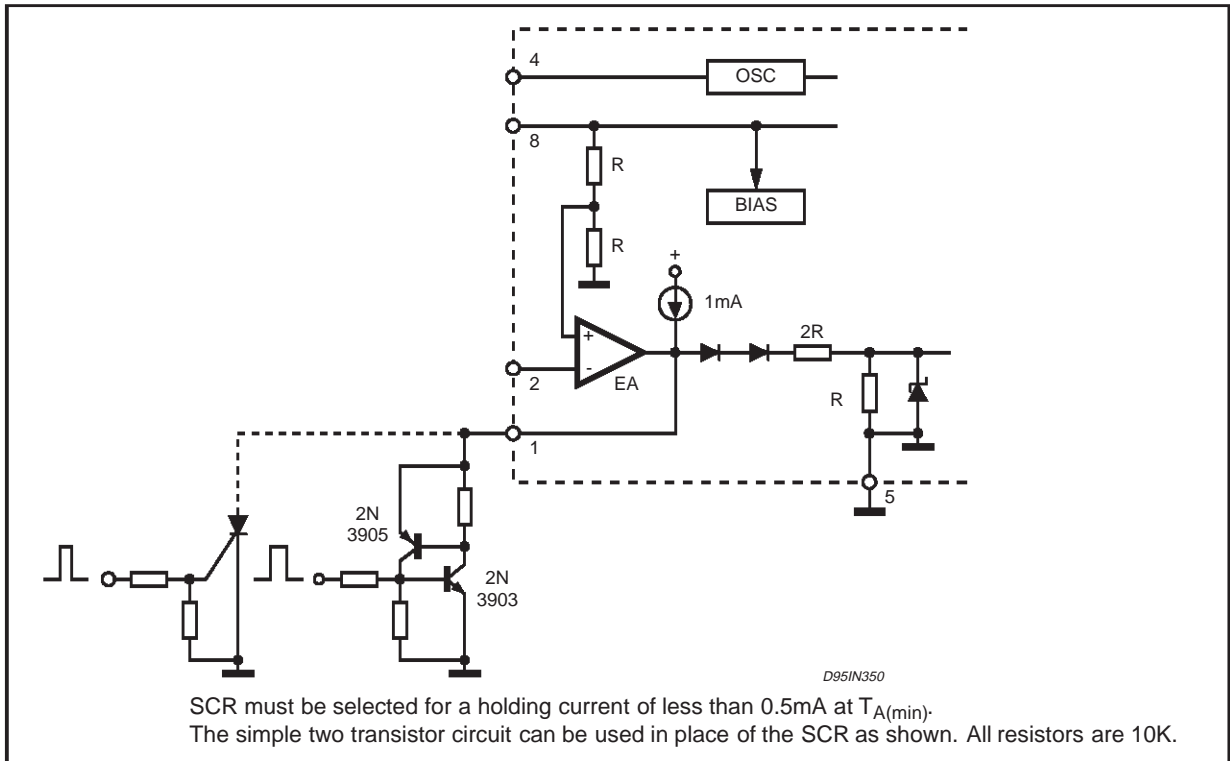 4
OSC
8
R
BIAS
R
+
1mA
2R
+
-
EA
2
R
1
5
2N
3905
2N
3903
D95IN350
SCR must be selected for a holding current of less than 0.5mA at TA(min).
The simple two transistor circuit can be used in place of the SCR as shown. All resistors are 10K.